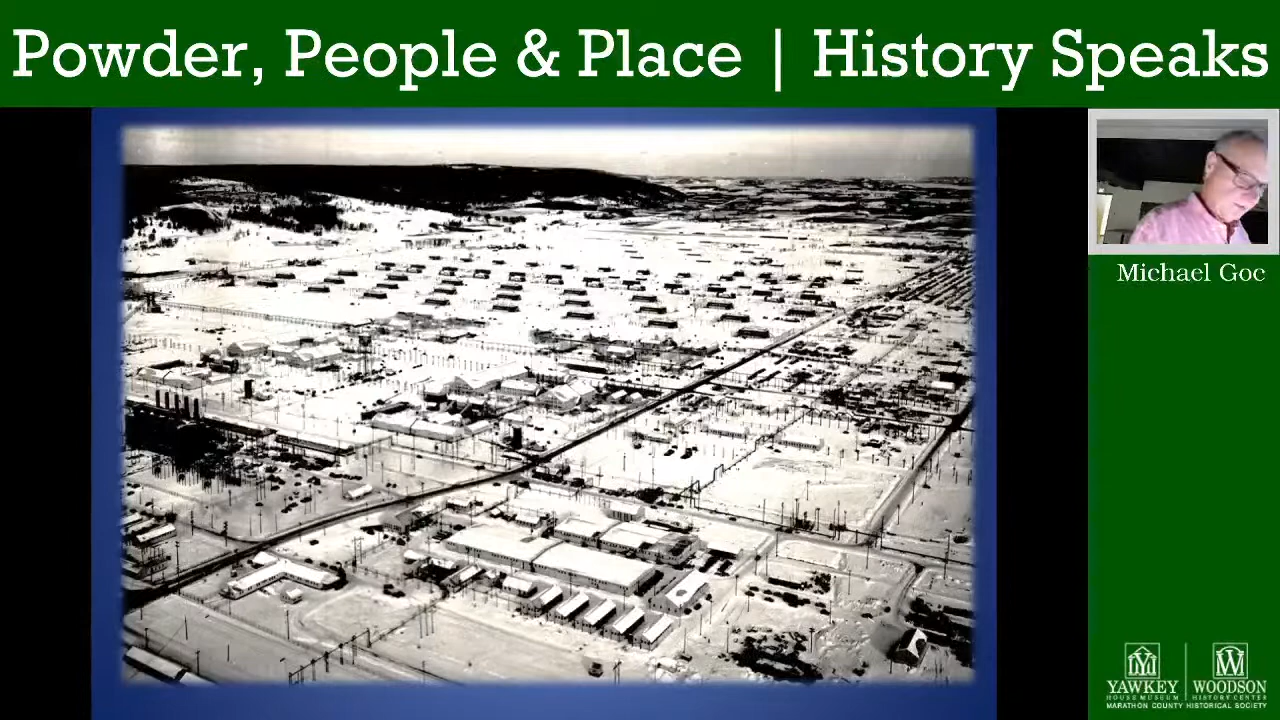 Powder, People & Place | History Speaks
Michael Goc
YAWKEY
HOUSE MUSEUM
WOODSON
HISTORY CENTER
MARATHON COUNTY HISTORICAL SOCIETY